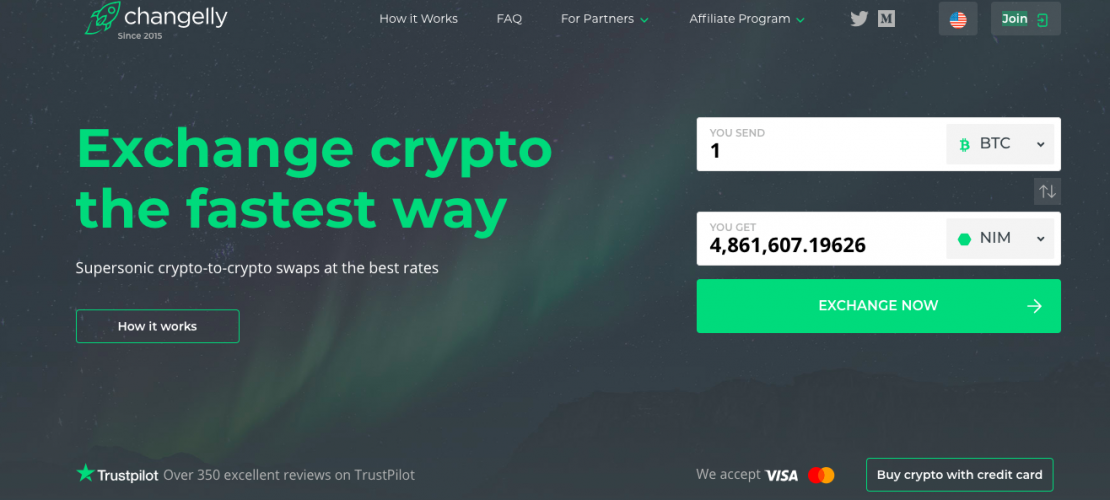 changelly
Since 2015
How it Works
FAQ
For Partners
Affiliate Program
M
Join
Exchange crypto
the fastest way
Supersonic crypto-to-crypto swaps at the best rates
How it works
YOU SEND
1
BTC
YOU GET
4,861,607.19626
NIM
EXCHANGE NOW
Trustpilot Over 350 excellent reviews on TrustPilot
We accept VISA
Buy crypto with credit card